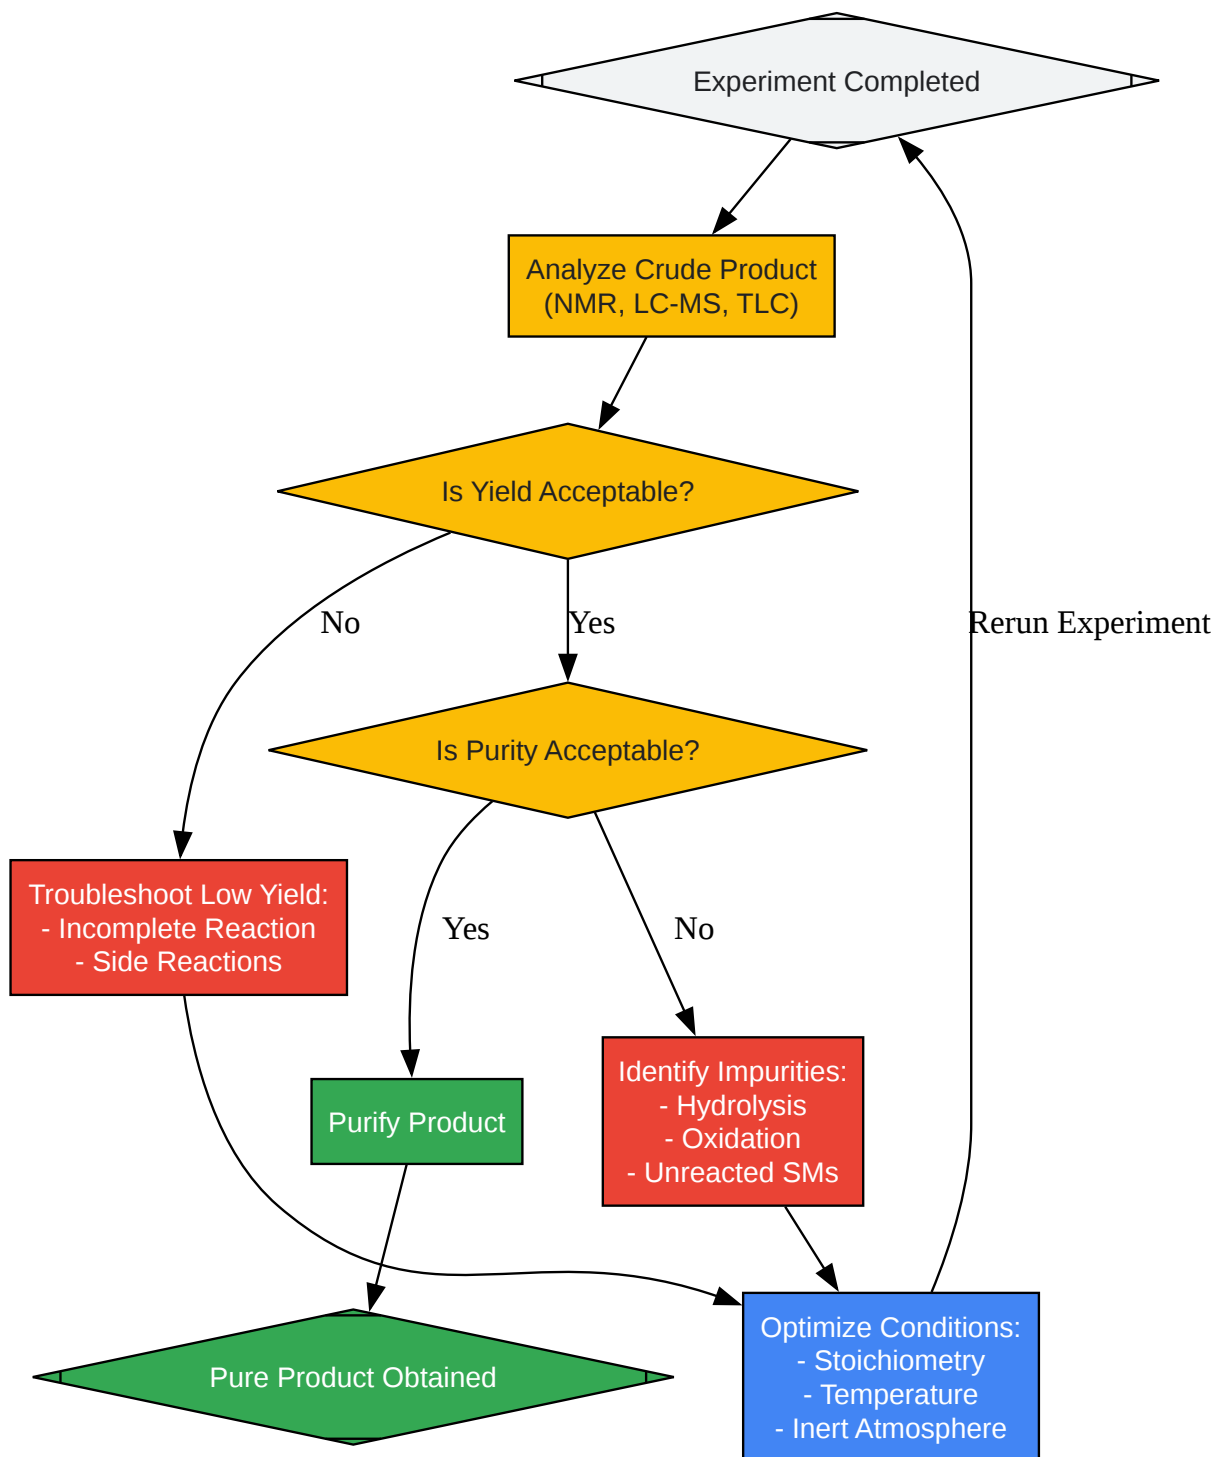 Experiment Completed
Analyze Crude Product
(NMR, LC-MS, TLC)
Is Yield Acceptable?
No
Yes
Rerun Experiment
Is Purity Acceptable?
Troubleshoot Low Yield:
- Incomplete Reaction
- Side Reactions
Yes
No
Purify Product
Identify Impurities:
- Hydrolysis
- Oxidation
- Unreacted SMs
Pure Product Obtained
Optimize Conditions:
- Stoichiometry
- Temperature
- Inert Atmosphere